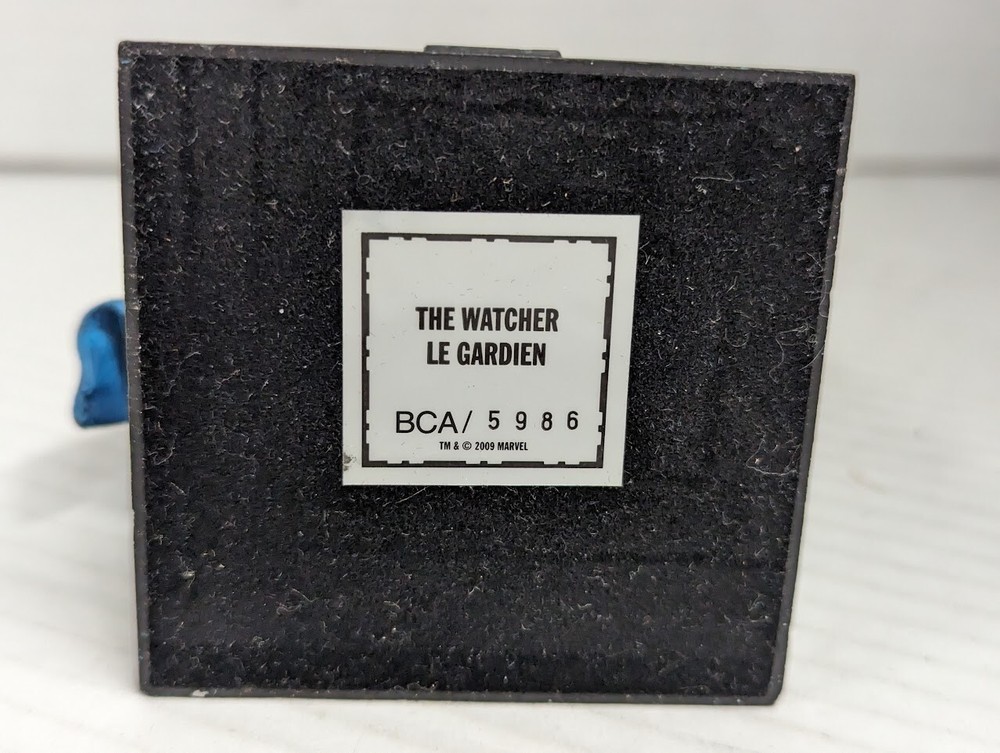 THE WATCHER
LE GARDIEN
BCA/ 5986
TM & © 2009 MARVEL